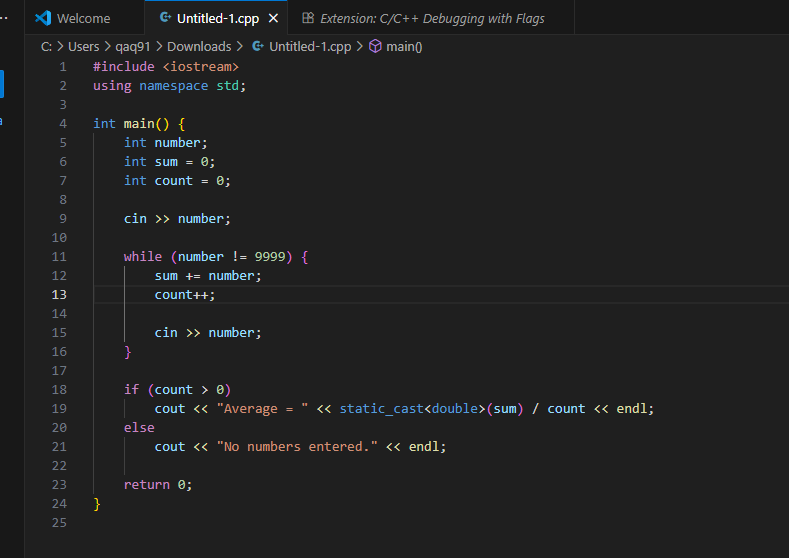 Welcome
Untitled-1.cpp
Extension: C/C++ Debugging with Flags
C: > Users > qaq91 > Downloads > Untitled-1.cpp > main()
1 #include <iostream>
2 using namespace std;
3
4 int main() {
5     int number;
6     int sum = 0;
7     int count = 0;
8
9     cin >> number;
10
11     while (number != 9999) {
12         sum += number;
13         count++;
14
15         cin >> number;
16     }
17
18     if (count > 0)
19         cout << "Average = " << static_cast<double>(sum) / count << endl;
20     else
21         cout << "No numbers entered." << endl;
22
23     return 0;
24 }
25